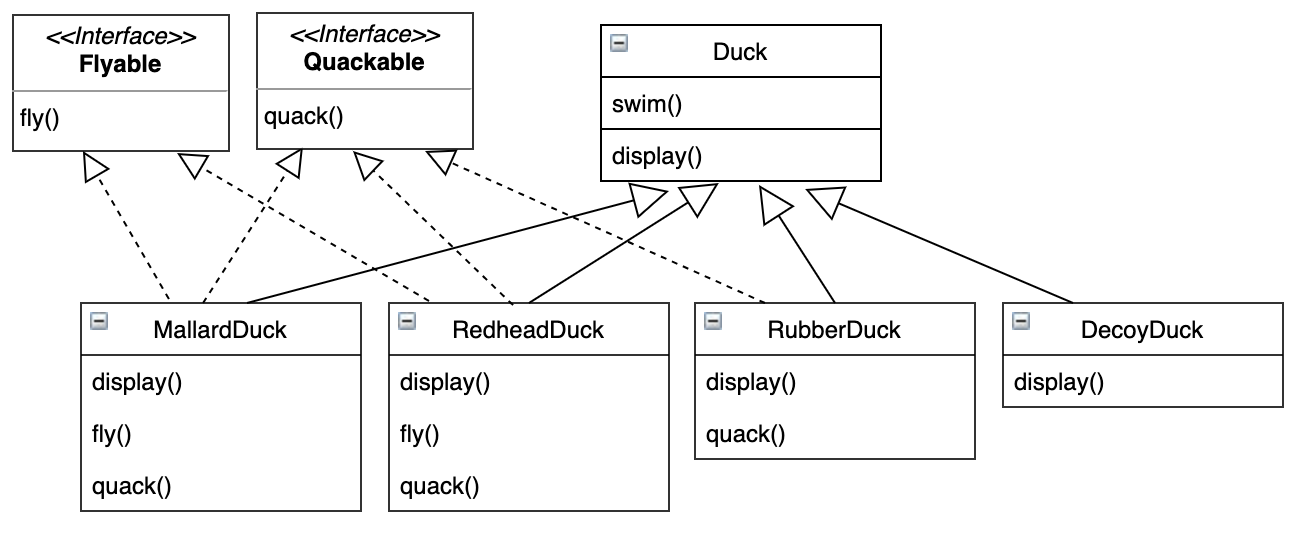 <<Interface>>
Flyable
fly()
<<Interface>>
Quackable
quack()
Duck
swim()
display()
MallardDuck
display()
fly()
quack()
RedheadDuck
display()
fly()
quack()
RubberDuck
display()
quack()
DecoyDuck
display()